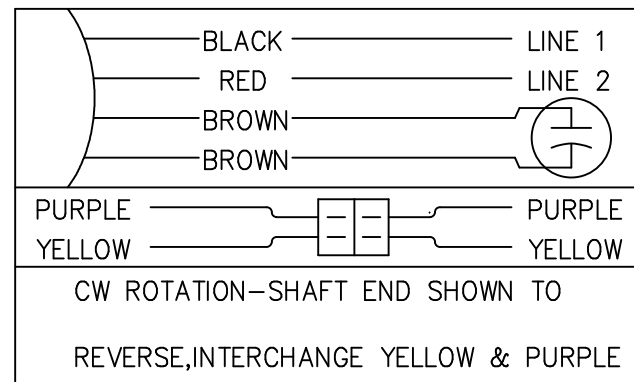 BLACK LINE 1
RED LINE 2
BROWN
BROWN
PURPLE PURPLE
YELLOW YELLOW
CW ROTATION-SHAFT END SHOWN TO
REVERSE,INTERCHANGE YELLOW & PURPLE